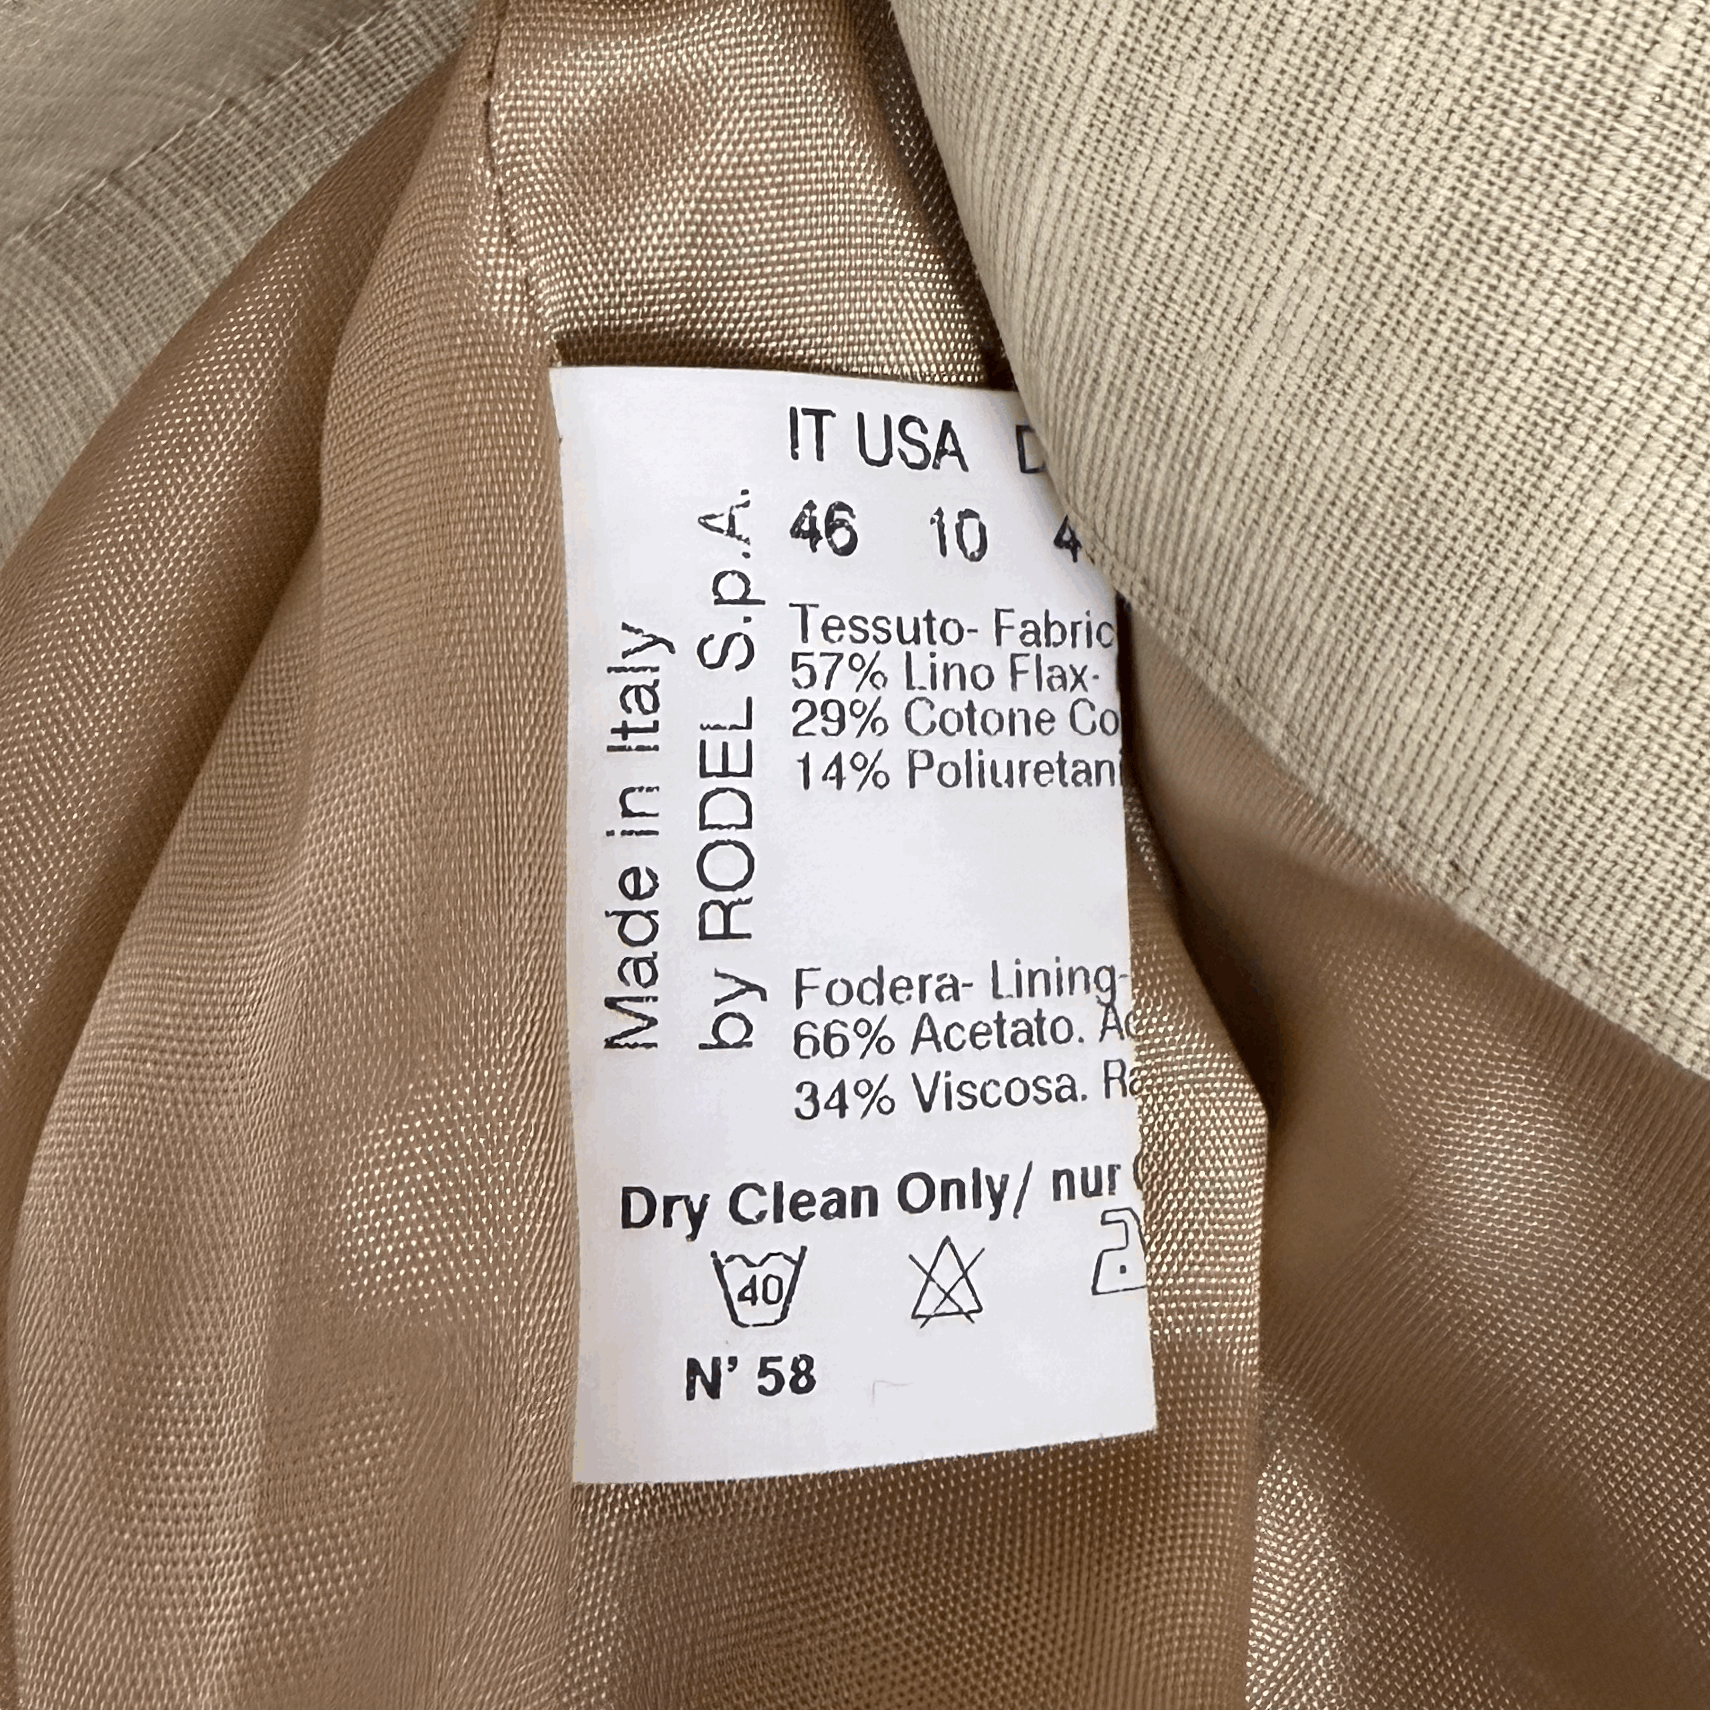 IT USA
46 10
Made in Italy
by RODEL S.p.A.
Tessuto- Fabric
57% Lino Flax-
29% Cotone
14%
Fodera- Lining-
66% Acetato.
34% Viscosa.
Dry Clean Only/ nur
40
N' 58